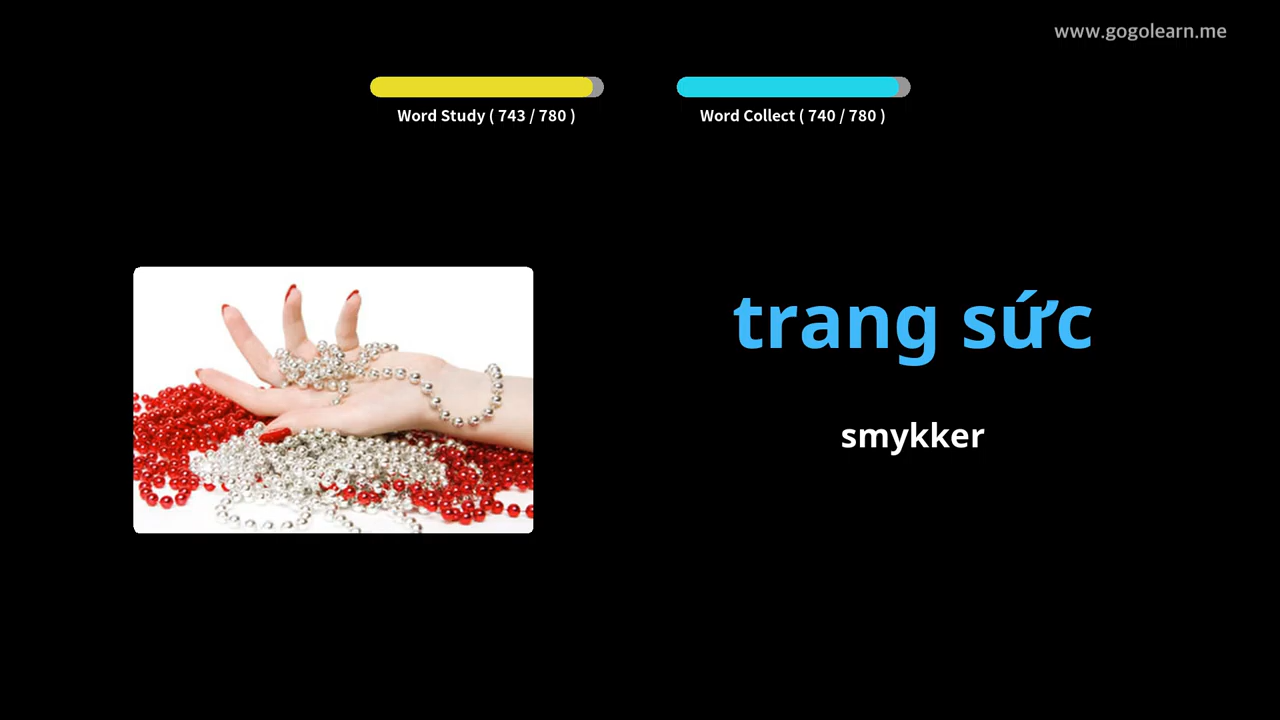 www.gogolearn.me
Word Study ( 743 / 780 )
Word Collect ( 740 / 780 )
trang sức
smykker